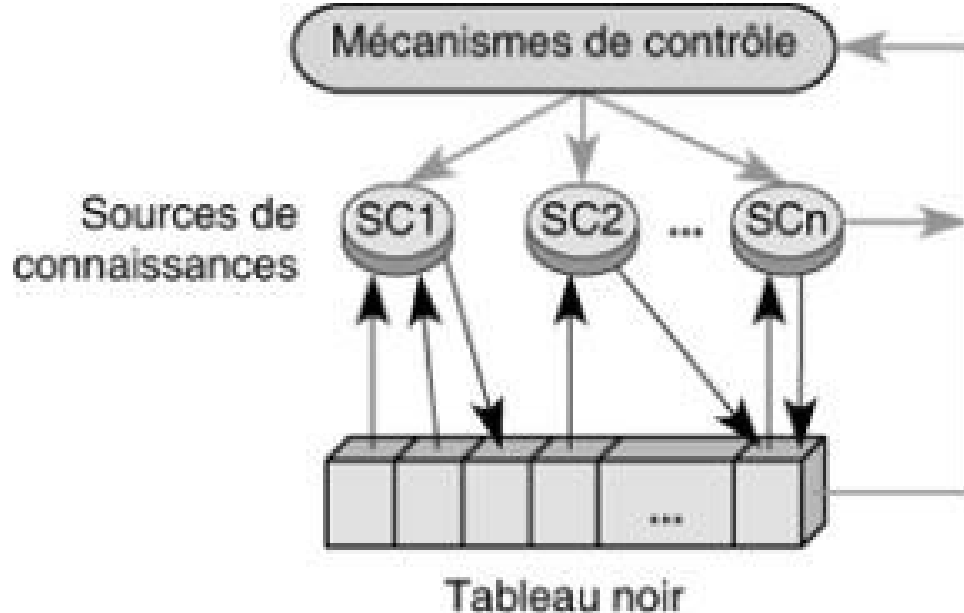 Mécanismes de contrôle
Sources de
connaissances
SC1
SC2
...
SCn
...
Tableau noir